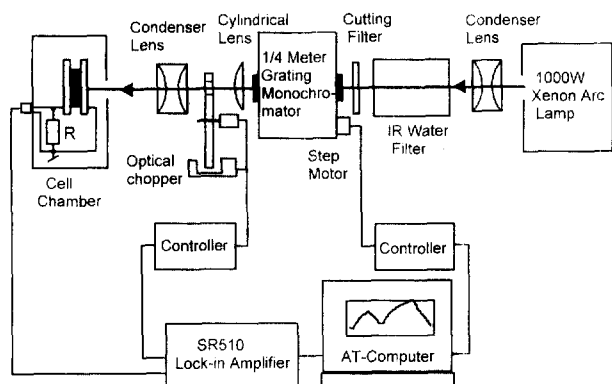 Condenser
Lens
Cylindrical
Lens
1/4 Meter
Grating
Monochro-
mator
Cutting
Filter
Condenser
Lens
1000W
Xenon Arc
Lamp
R
Cell
Chamber
Optical
chopper
Step
Motor
IR Water
Filter
Controller
Controller
SR510
Lock-in Amplifier
AT-Computer